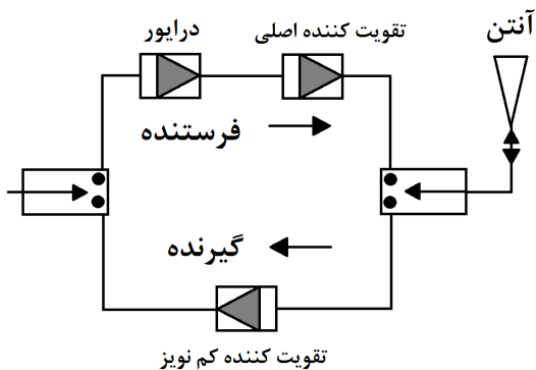 آنتن
تقویت کننده اصلی
درایور
فرستنده
گیرنده
تقویت کننده کم نویز